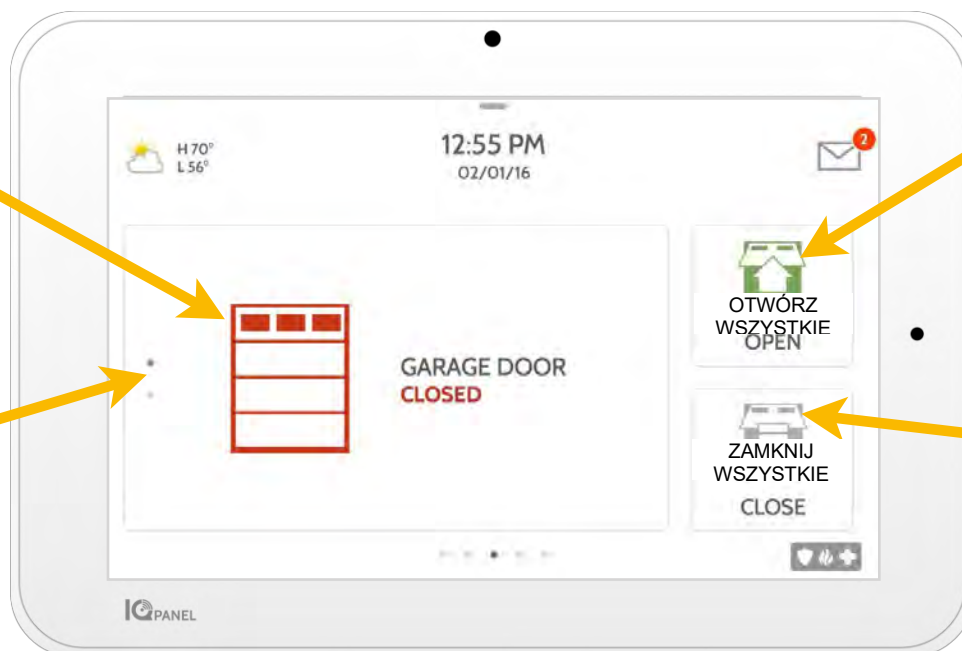 H 70°
L 56°
12:55 PM
02/01/16
2
GARAGE DOOR
CLOSED
OTWÓRZ
WSZYSTKIE
OPEN
ZAMKNIJ
WSZYSTKIE
CLOSE
IQ PANEL